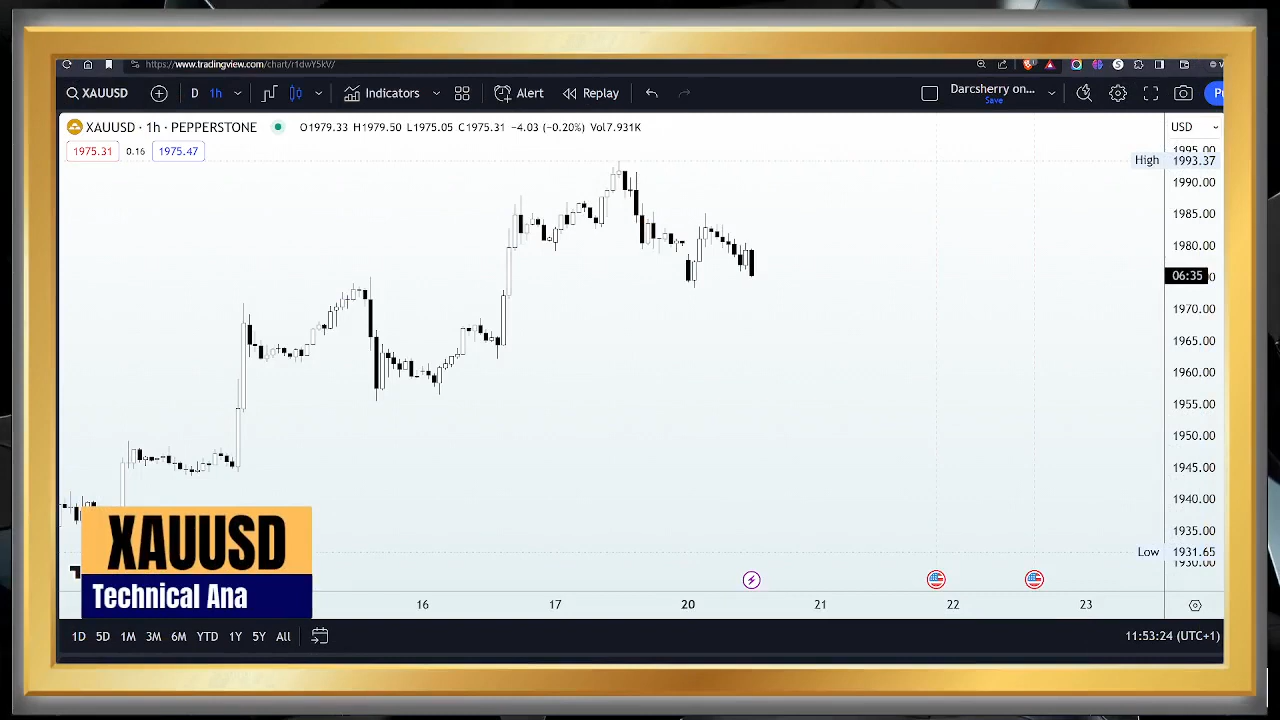 https://www.tradingview.com/chart/r1dwY5kV/
XAUUSD D 1h Indicators Alert Replay Darcsherry on...
Save
XAUUSD · 1h · PEPPERSTONE O1979.33 H1979.50 L1975.05 C1975.31 −4.03 (−0.20%) Vol7.931K
USD
1975.31 0.16 1975.47
1995.00
High 1993.37
1990.00
1985.00
1980.00
06:35
1970.00
1965.00
1960.00
1955.00
1950.00
1945.00
1940.00
1935.00
Low 1931.65
1930.00
XAUUSD
Technical Ana
16 17 20 21 22 23
1D 5D 1M 3M 6M YTD 1Y 5Y All
11:53:24 (UTC+1)